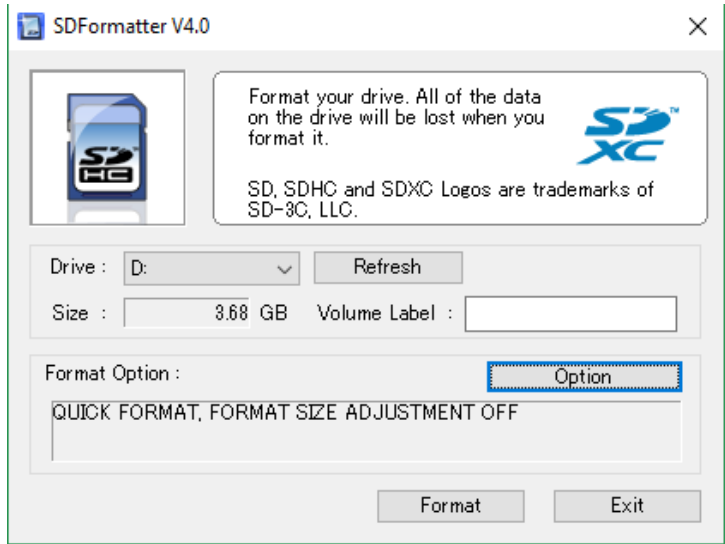 SDFormatter V4.0
Format your drive. All of the data
on the drive will be lost when you
format it.
SD, SDHC and SDXC Logos are trademarks of
SD-3C, LLC.
SD
HC
SD
XC™
Drive : D: Refresh
Size : 3.68 GB Volume Label :
Format Option :
Option
QUICK FORMAT, FORMAT SIZE ADJUSTMENT OFF
Format Exit